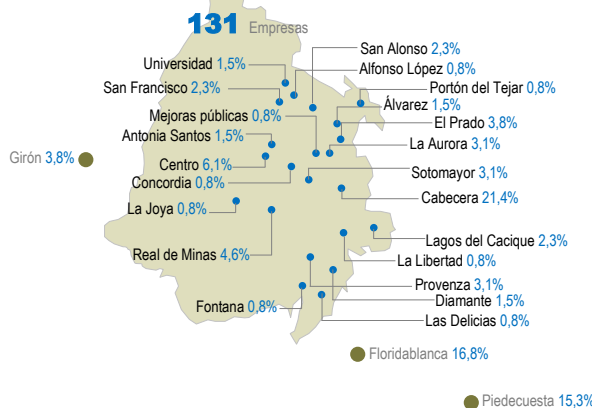 131 Empresas
San Alonso 2,3%
Universidad 1,5%
Alfonso López 0,8%
San Francisco 2,3%
Portón del Tejar 0,8%
Álvarez 1,5%
Mejoras públicas 0,8%
El Prado 3,8%
Antonia Santos 1,5%
La Aurora 3,1%
Girón 3,8%
Centro 6,1%
Sotomayor 3,1%
Concordia 0,8%
Cabecera 21,4%
La Joya 0,8%
Lagos del Cacique 2,3%
Real de Minas 4,6%
La Libertad 0,8%
Provenza 3,1%
Diamante 1,5%
Fontana 0,8%
Las Delicias 0,8%
Floridablanca 16,8%
Piedecuesta 15,3%